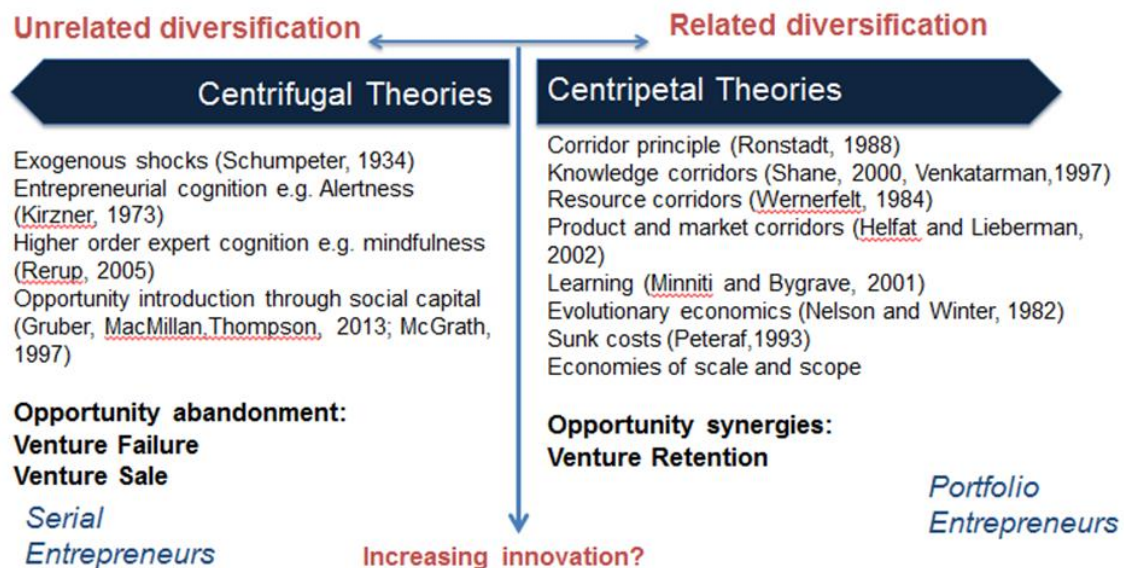 Unrelated diversification
Related diversification
Centrifugal Theories
Centripetal Theories
Exogenous shocks (Schumpeter, 1934)
Entrepreneurial cognition e.g. Alertness
(Kirzner, 1973)
Higher order expert cognition e.g. mindfulness
(Rerup, 2005)
Opportunity introduction through social capital
(Gruber, MacMillan,Thompson, 2013; McGrath,
1997)
Opportunity abandonment:
Venture Failure
Venture Sale
Serial
Entrepreneurs
Corridor principle (Ronstadt, 1988)
Knowledge corridors (Shane, 2000, Venkatarman,1997)
Resource corridors (Wernerfelt, 1984)
Product and market corridors (Helfat and Lieberman,
2002)
Learning (Minniti and Bygrave, 2001)
Evolutionary economics (Nelson and Winter, 1982)
Sunk costs (Peteraf,1993)
Economies of scale and scope
Opportunity synergies:
Venture Retention
Portfolio
Entrepreneurs
Increasing innovation?